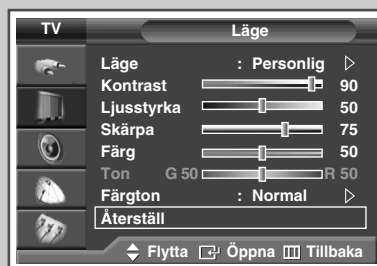 TV Läge
Läge : Personlig
Kontrast 90
Ljusstyrka 50
Skärpa 75
Färg 50
Ton G 50 R 50
Färgton : Normal
Återställ
Flytta Öppna Tillbaka